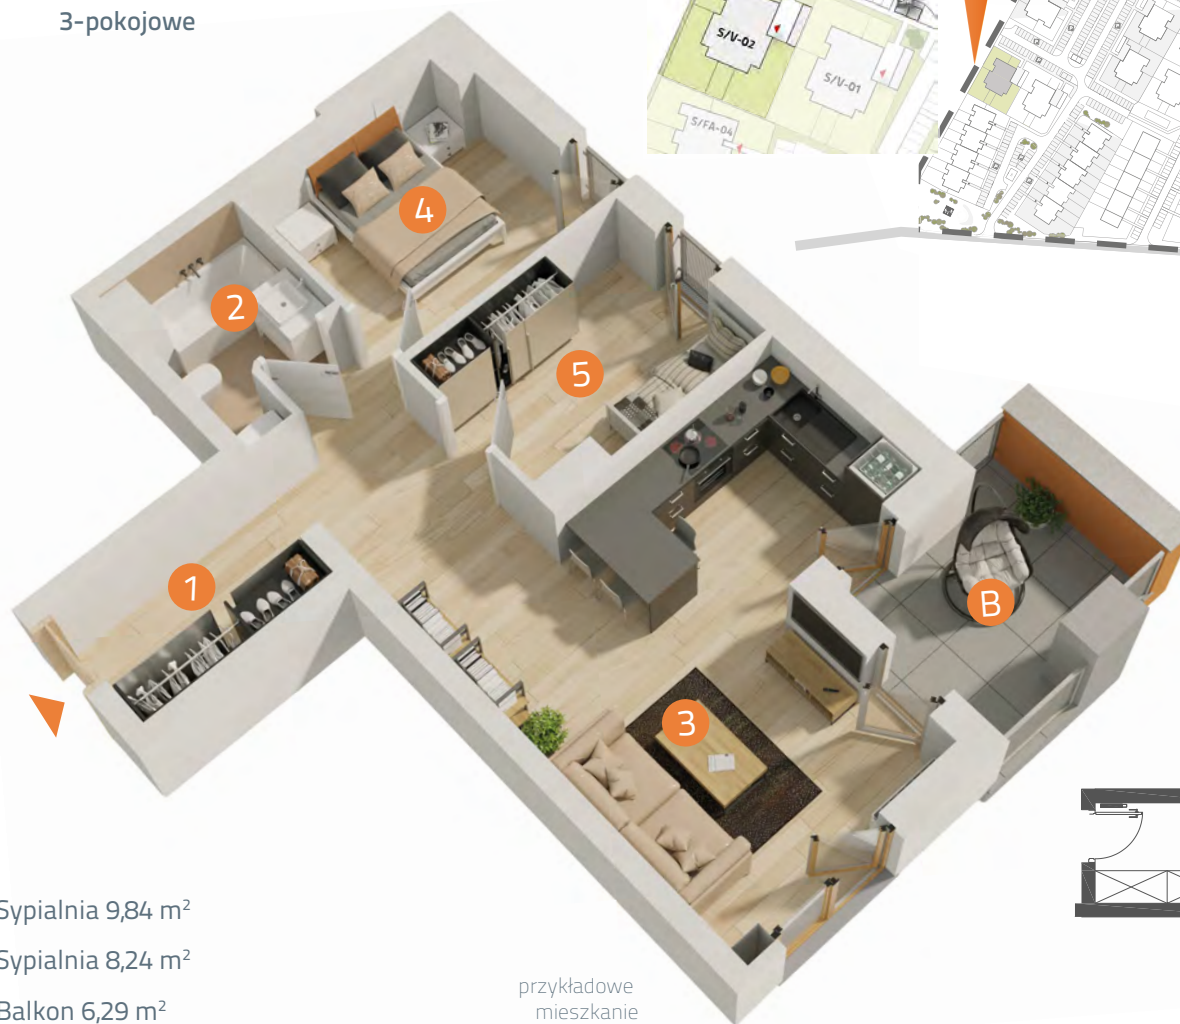 3-pokojowe
S/V-02
S/V-01
S/FA-04
4
2
5
1
B
3
Sypialnia 9,84 m²
Sypialnia 8,24 m²
Balkon 6,29 m²
przykładowe
mieszkanie